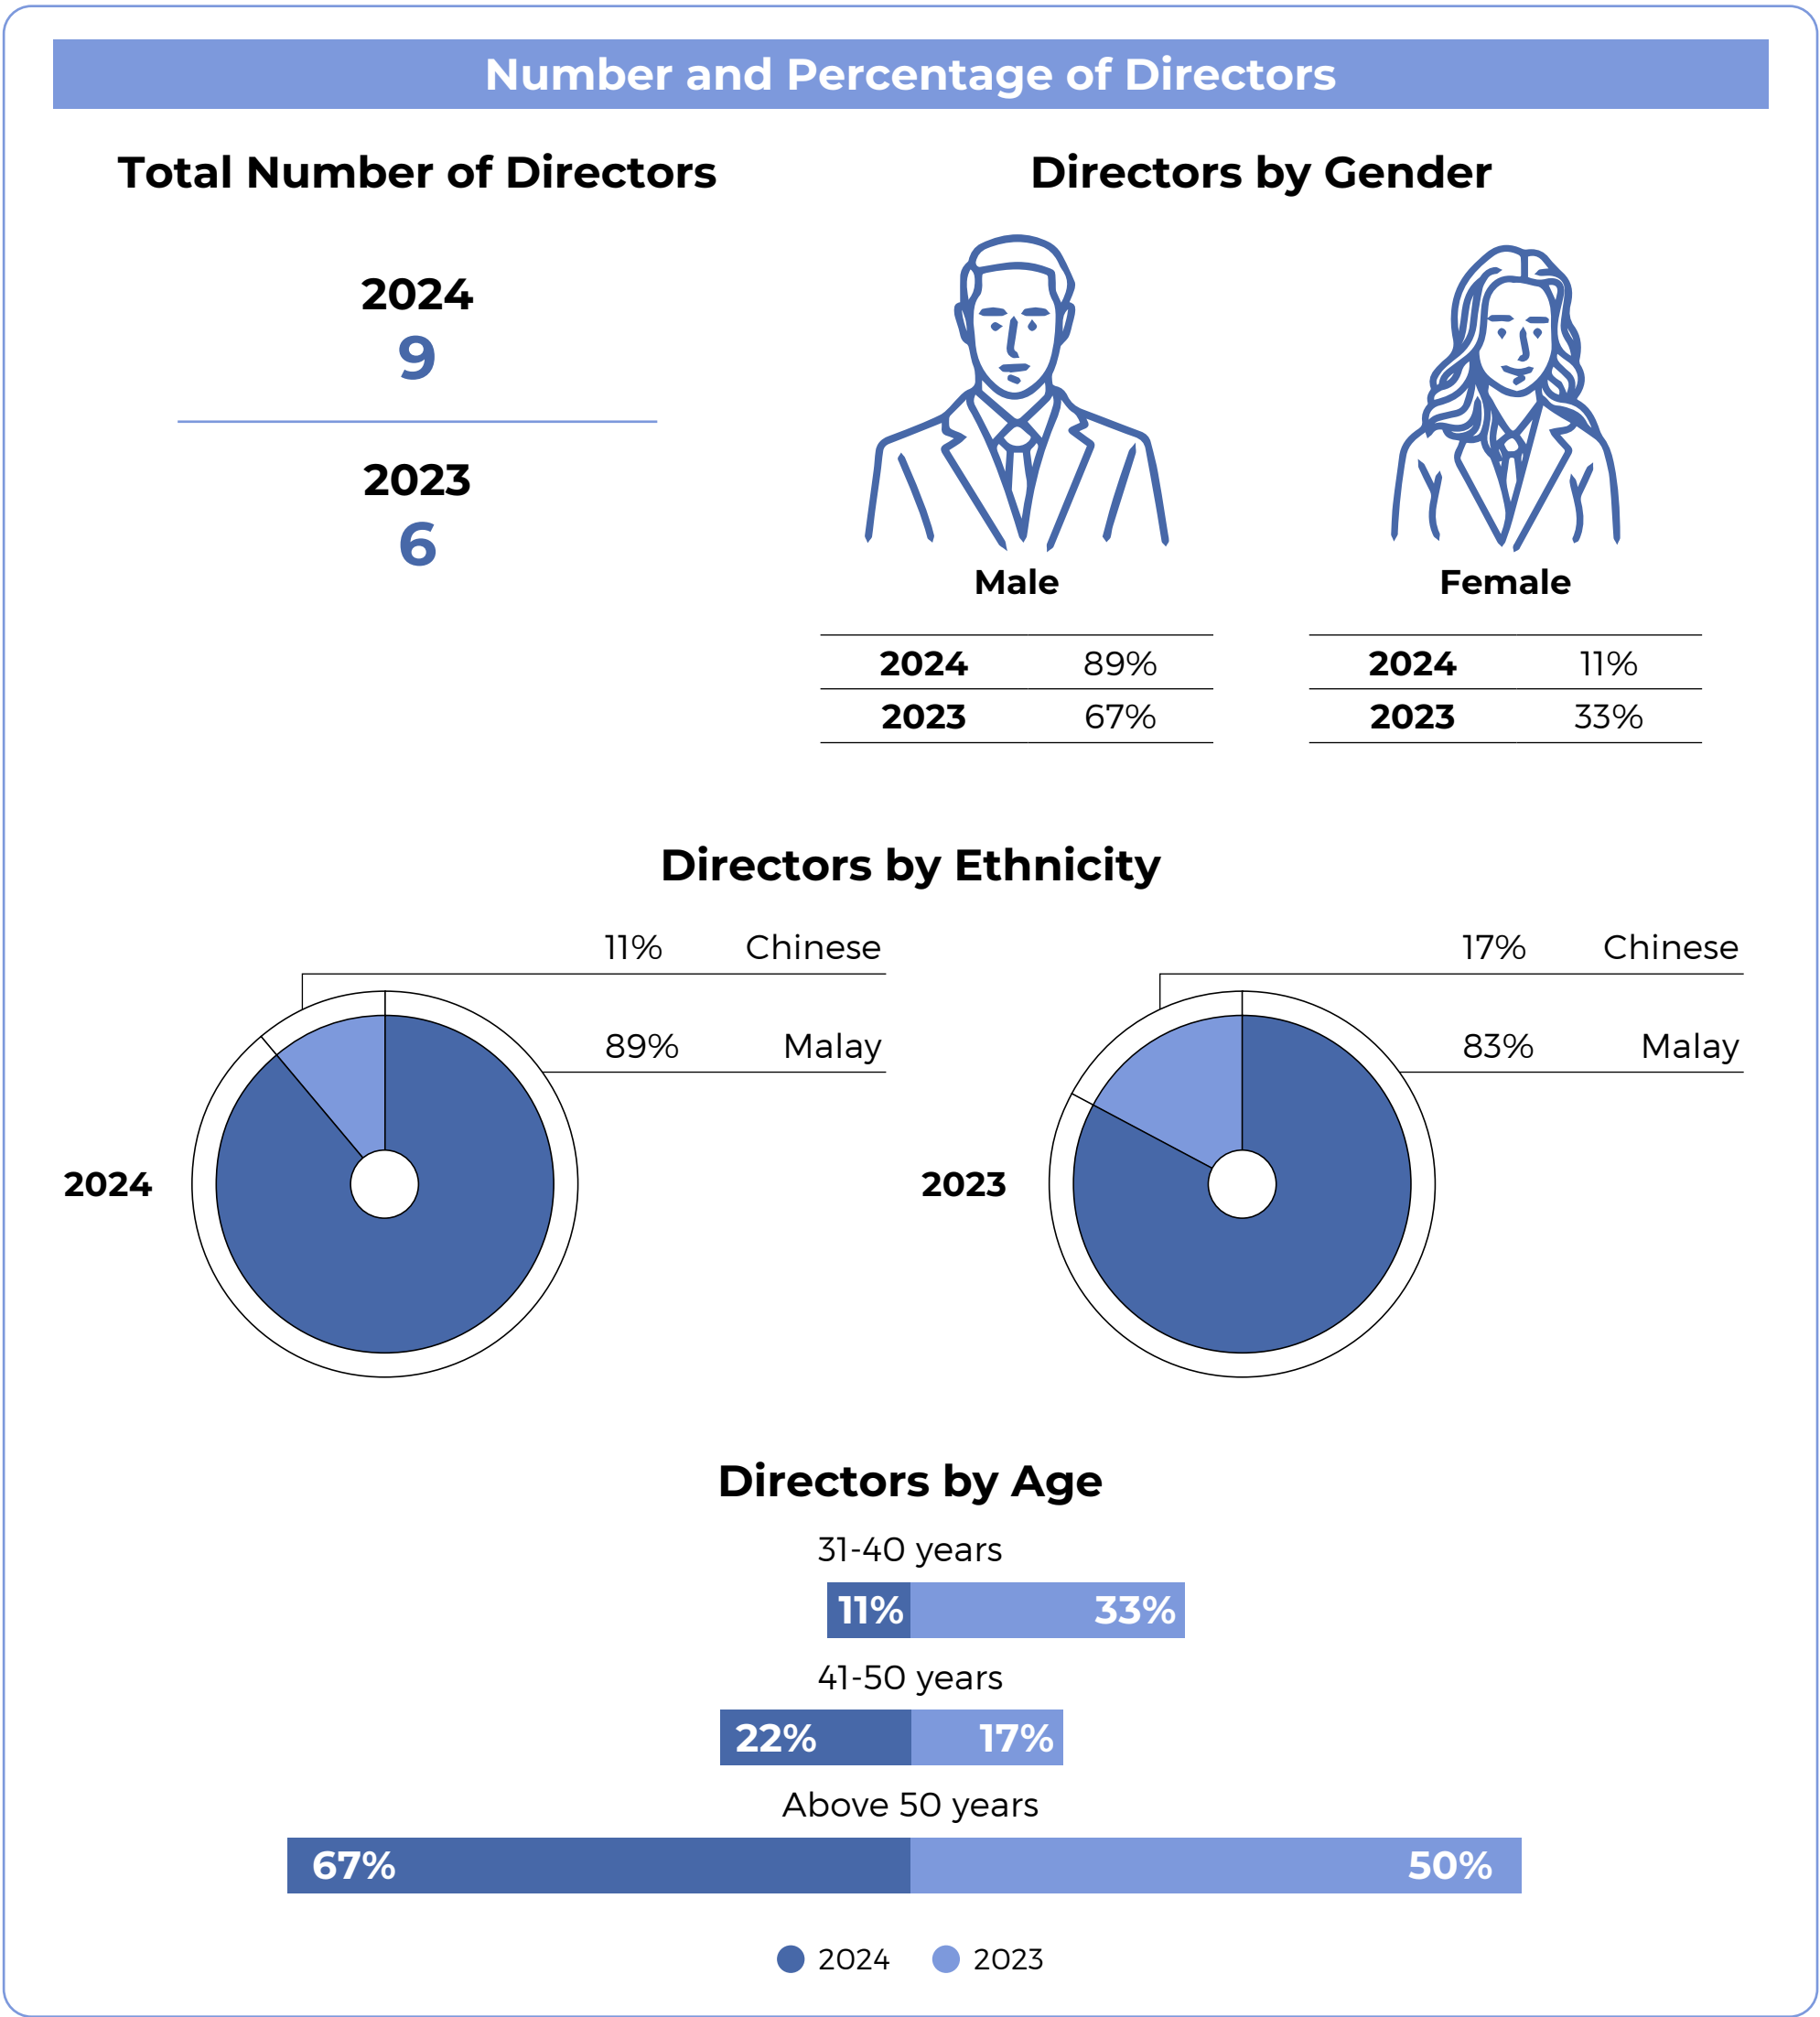 Number and Percentage of Directors
Total Number of Directors
2024
9
2023
6
Directors by Gender
Male
2024 89%
2023 67%
Female
2024 11%
2023 33%
Directors by Ethnicity
2024
11% Chinese
89% Malay
2023
17% Chinese
83% Malay
Directors by Age
31-40 years
11% 33%
41-50 years
22% 17%
Above 50 years
67% 50%
2024 2023